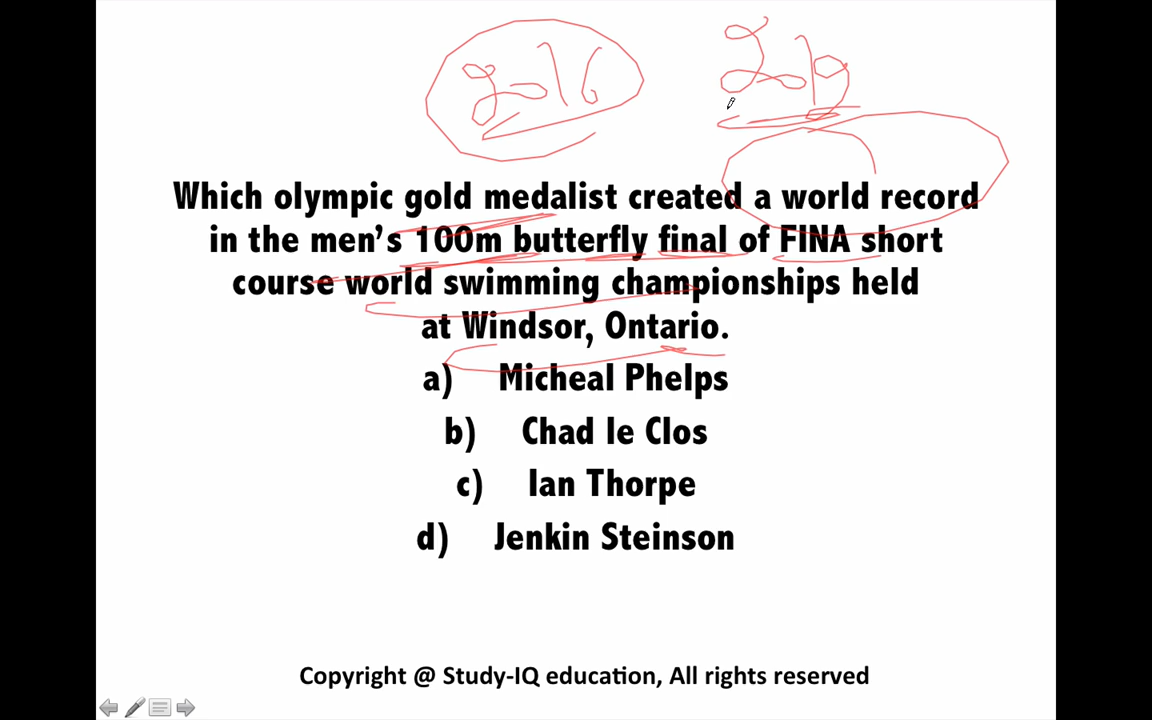 2016
Which olympic gold medalist created a world record
in the men's 100m butterfly final of FINA short
course world swimming championships held
at Windsor, Ontario.
a) Micheal Phelps
b) Chad le Clos
c) Ian Thorpe
d) Jenkin Steinson
Copyright @ Study-IQ education, All rights reserved